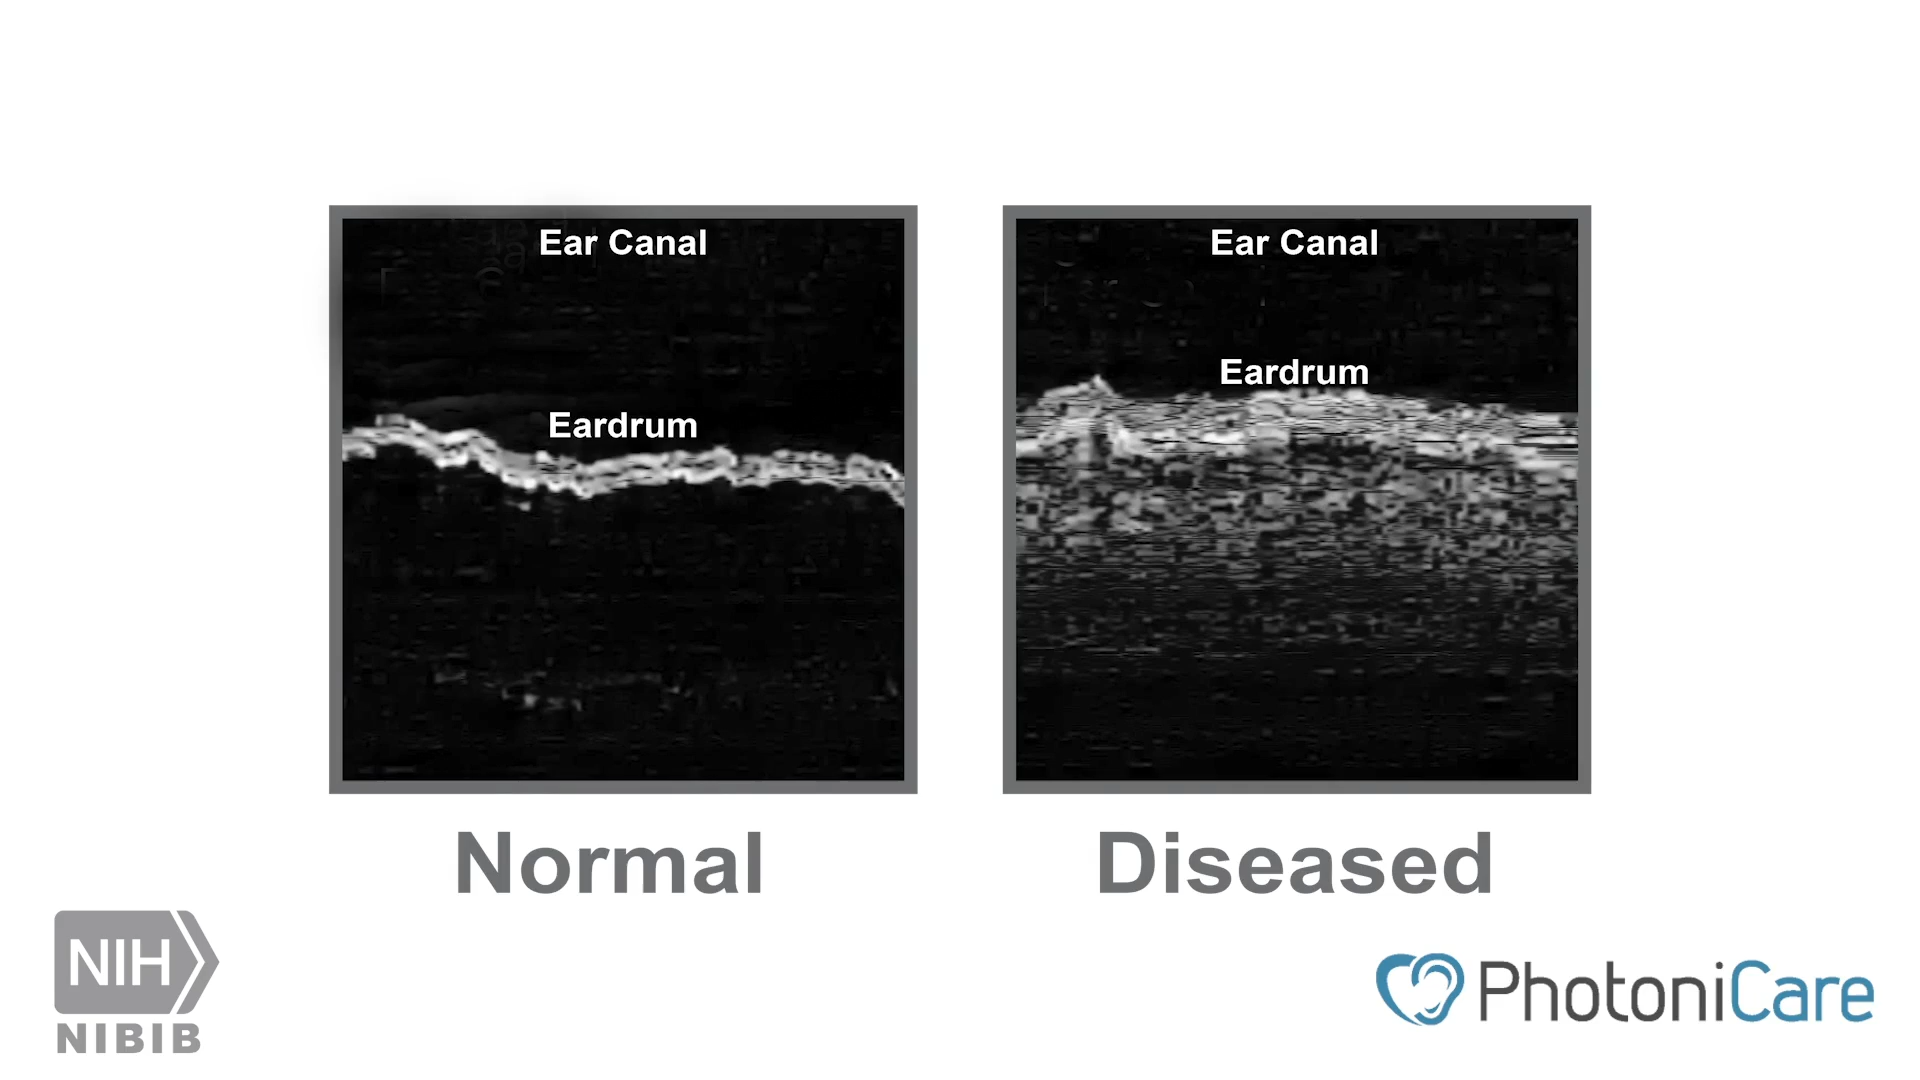 Ear Canal
Eardrum
Ear Canal
Eardrum
Normal
Diseased
NIH
NIBIB
PhotoniCare